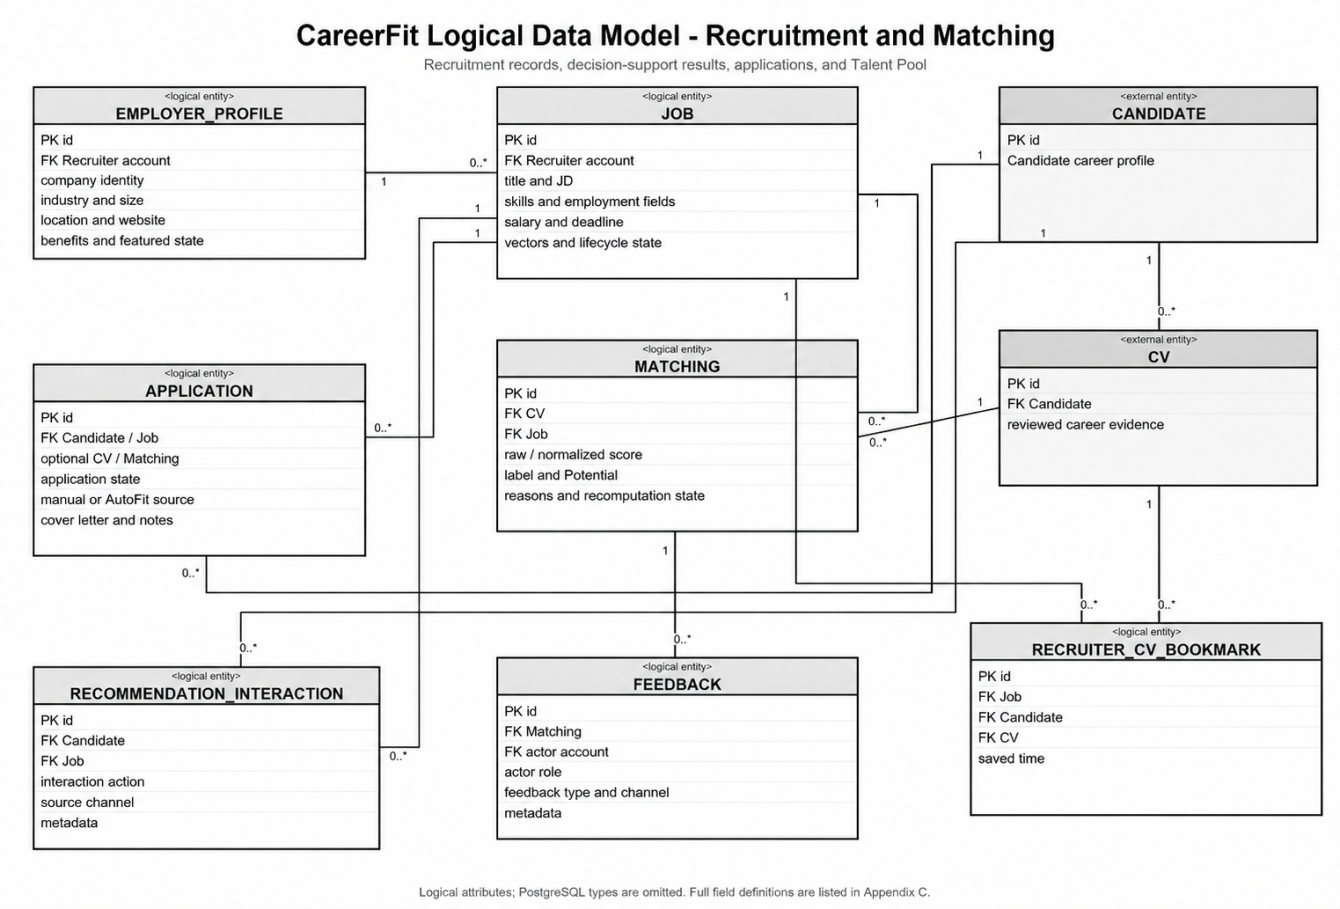 CareerFit Logical Data Model - Recruitment and Matching
Recruitment records, decision-support results, applications, and Talent Pool
<logical entity>
EMPLOYER_PROFILE
PK id
FK Recruiter account
company identity
industry and size
location and website
benefits and featured state
1
0..*
<logical entity>
JOB
PK id
FK Recruiter account
title and JD
skills and employment fields
salary and deadline
vectors and lifecycle state
1
1
1
1
<external entity>
CANDIDATE
PK id
Candidate career profile
1
1
1
0..*
<logical entity>
APPLICATION
PK id
FK Candidate / Job
optional CV / Matching
application state
manual or AutoFit source
cover letter and notes
0..*
0..*
<logical entity>
MATCHING
PK id
FK CV
FK Job
raw / normalized score
label and Potential
reasons and recomputation state
0..*
0..*
1
<external entity>
CV
PK id
FK Candidate
reviewed career evidence
1
1
0..*
0..*
<logical entity>
RECOMMENDATION_INTERACTION
PK id
FK Candidate
FK Job
interaction action
source channel
metadata
0..*
0..*
<logical entity>
FEEDBACK
PK id
FK Matching
FK actor account
actor role
feedback type and channel
metadata
0..*
<logical entity>
RECRUITER_CV_BOOKMARK
PK id
FK Job
FK Candidate
FK CV
saved time
Logical attributes; PostgreSQL types are omitted. Full field definitions are listed in Appendix C.